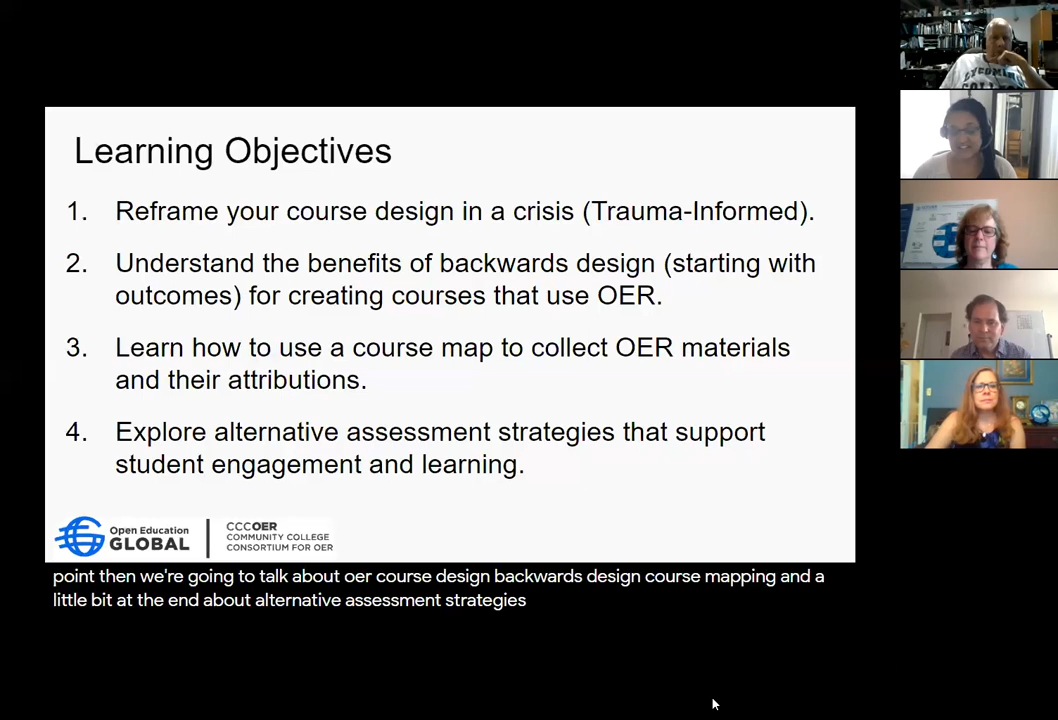 Learning Objectives
1. Reframe your course design in a crisis (Trauma-Informed).
2. Understand the benefits of backwards design (starting with
outcomes) for creating courses that use OER.
3. Learn how to use a course map to collect OER materials
and their attributions.
4. Explore alternative assessment strategies that support
student engagement and learning.
Open Education
GLOBAL
CCCOER
COMMUNITY COLLEGE
CONSORTIUM FOR OER
point then we're going to talk about oer course design backwards design course mapping and a
little bit at the end about alternative assessment strategies